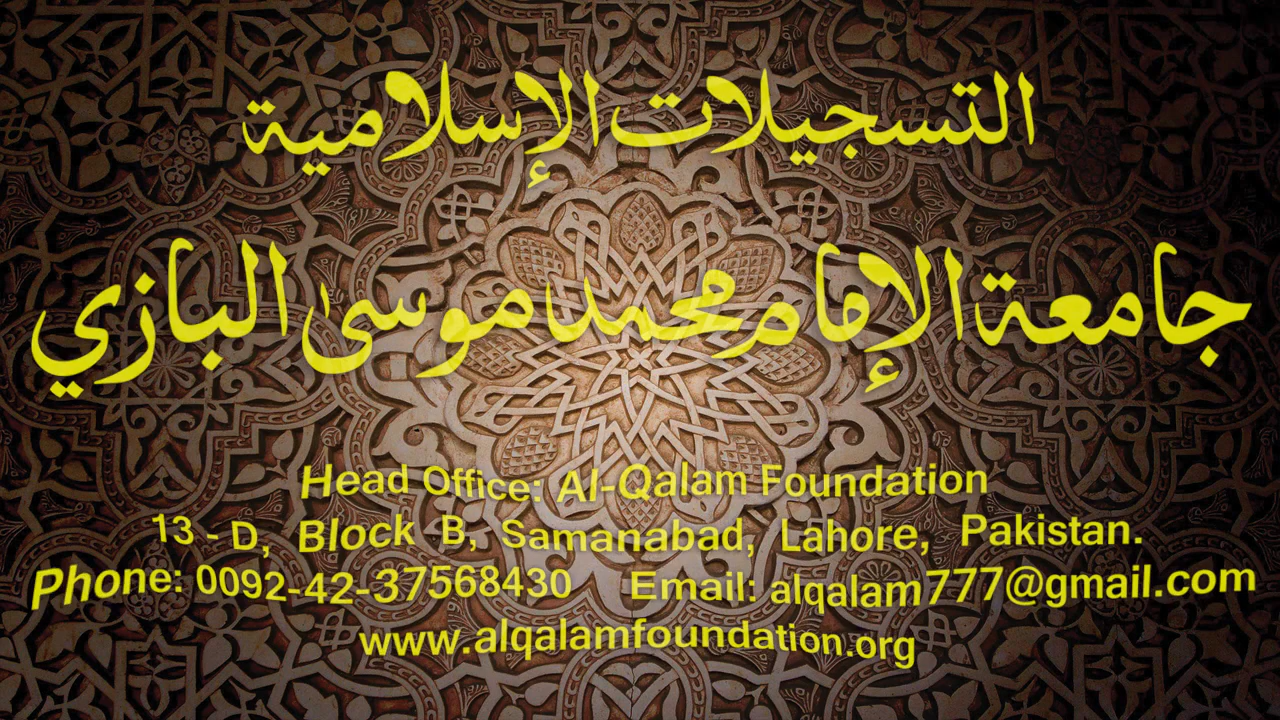 التسجيلات الإسلامية
جامعة الإمام محمد موسى البازي
Head Office: Al-Qalam Foundation
13 - D, Block B, Samanabad, Lahore, Pakistan.
Phone: 0092-42-37568430 Email: alqalam777@gmail.com
www.alqalamfoundation.org